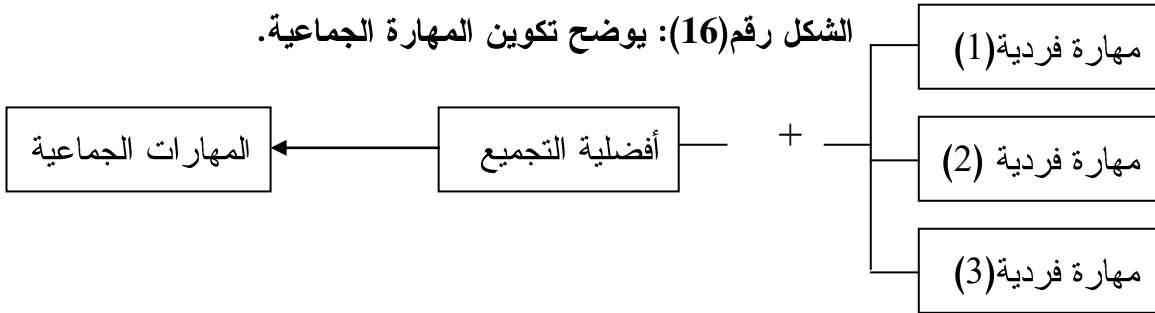 الشكل رقم(16): يوضح تكوين المهارة الجماعية.
مهارة فردية(1)
مهارة فردية (2)
مهارة فردية(3)
+
أفضلية التجميع
المهارات الجماعية